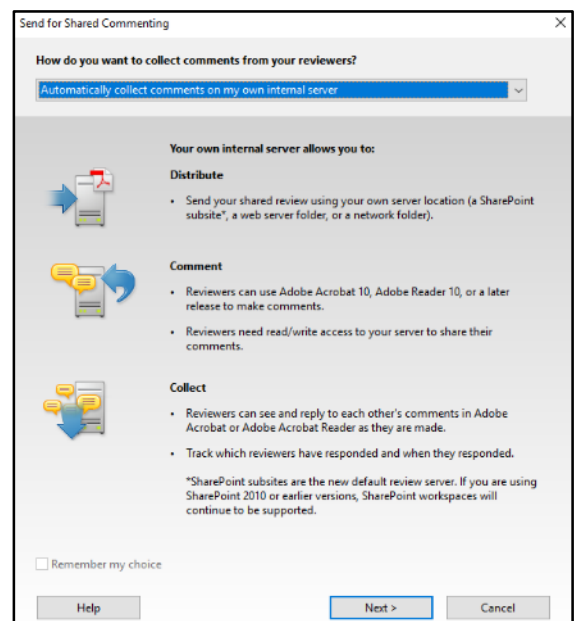 Send for Shared Commenting
How do you want to collect comments from your reviewers?
Automatically collect comments on my own internal server
Your own internal server allows you to:
Distribute
• Send your shared review using your own server location (a SharePoint
subsite*, a web server folder, or a network folder).
Comment
• Reviewers can use Adobe Acrobat 10, Adobe Reader 10, or a later
release to make comments.
• Reviewers need read/write access to your server to share their
comments.
Collect
• Reviewers can see and reply to each other's comments in Adobe
Acrobat or Adobe Acrobat Reader as they are made.
• Track which reviewers have responded and when they responded.
*SharePoint subsites are the new default review server. If you are using
SharePoint 2010 or earlier versions, SharePoint workspaces will
continue to be supported.
Remember my choice
Help
Next >
Cancel